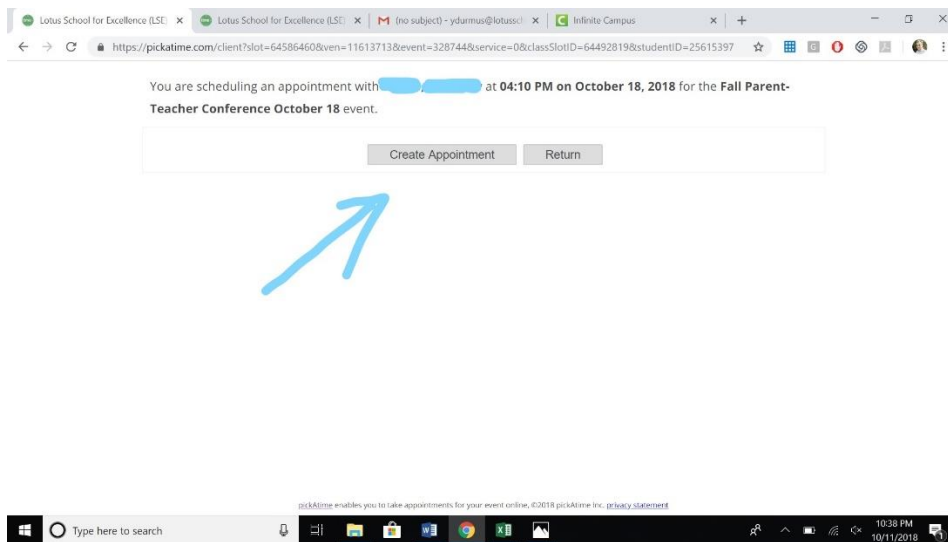 Lotus School for Excellence (LSE)
Lotus School for Excellence (LSE)
(no subject) - ydurmus@lotussch
Infinite Campus
https://pickatime.com/client?slot=64586460&ven=11613713&event=328744&service=0&classSlotID=64492819&studentID=25615397
You are scheduling an appointment with at 04:10 PM on October 18, 2018 for the Fall Parent-
Teacher Conference October 18 event.
Create Appointment Return
pickAtime enables you to take appointments for your event online, ©2018 pickAtime Inc. privacy statement
Type here to search
10:38 PM
10/11/2018